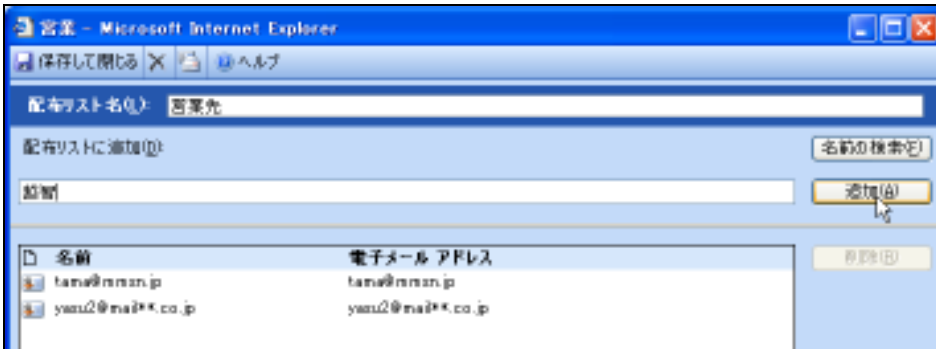 営業 - Microsoft Internet Explorer
保存して閉じる ヘルプ
配布リスト名(L): 営業先
配布リストに追加(D):
名前の検索(F)
追加(A)
名前 電子メール アドレス
削除(R)
tama@mmsn.jp tama@mmsn.jp
yasu2@mail**.co.jp yasu2@mail**.co.jp